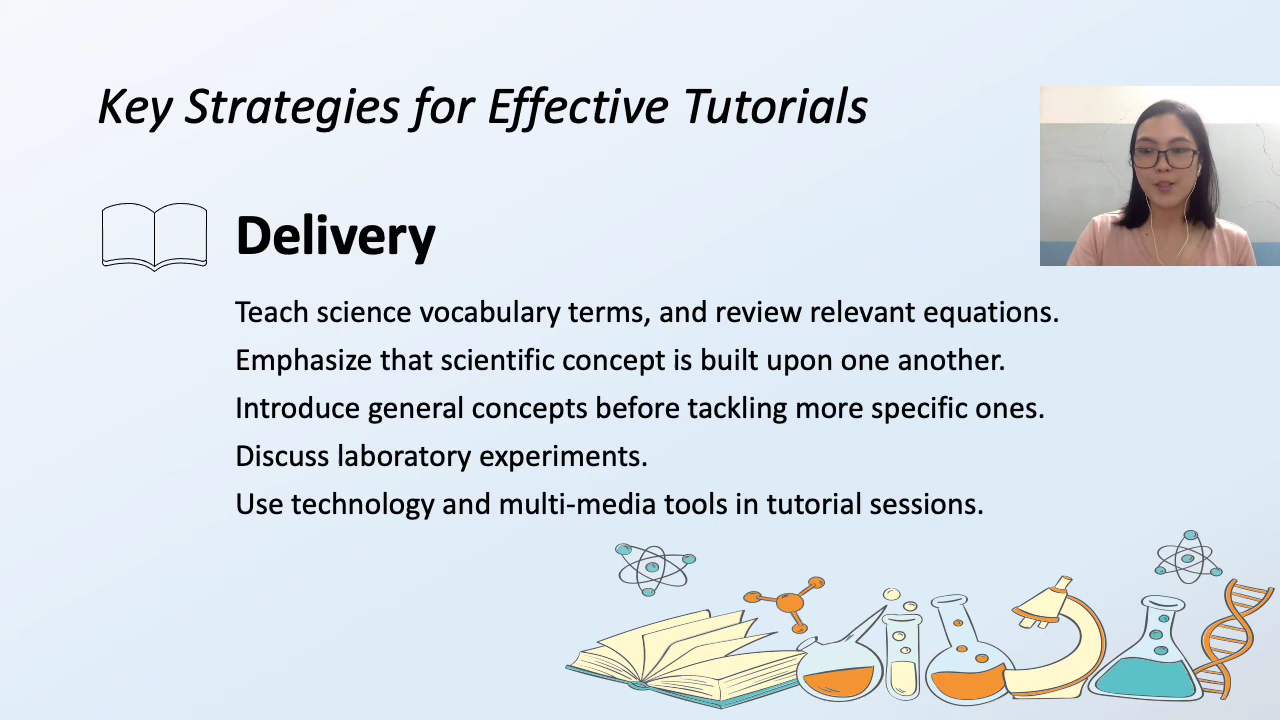 Key Strategies for Effective Tutorials
Delivery
Teach science vocabulary terms, and review relevant equations.
Emphasize that scientific concept is built upon one another.
Introduce general concepts before tackling more specific ones.
Discuss laboratory experiments.
Use technology and multi-media tools in tutorial sessions.